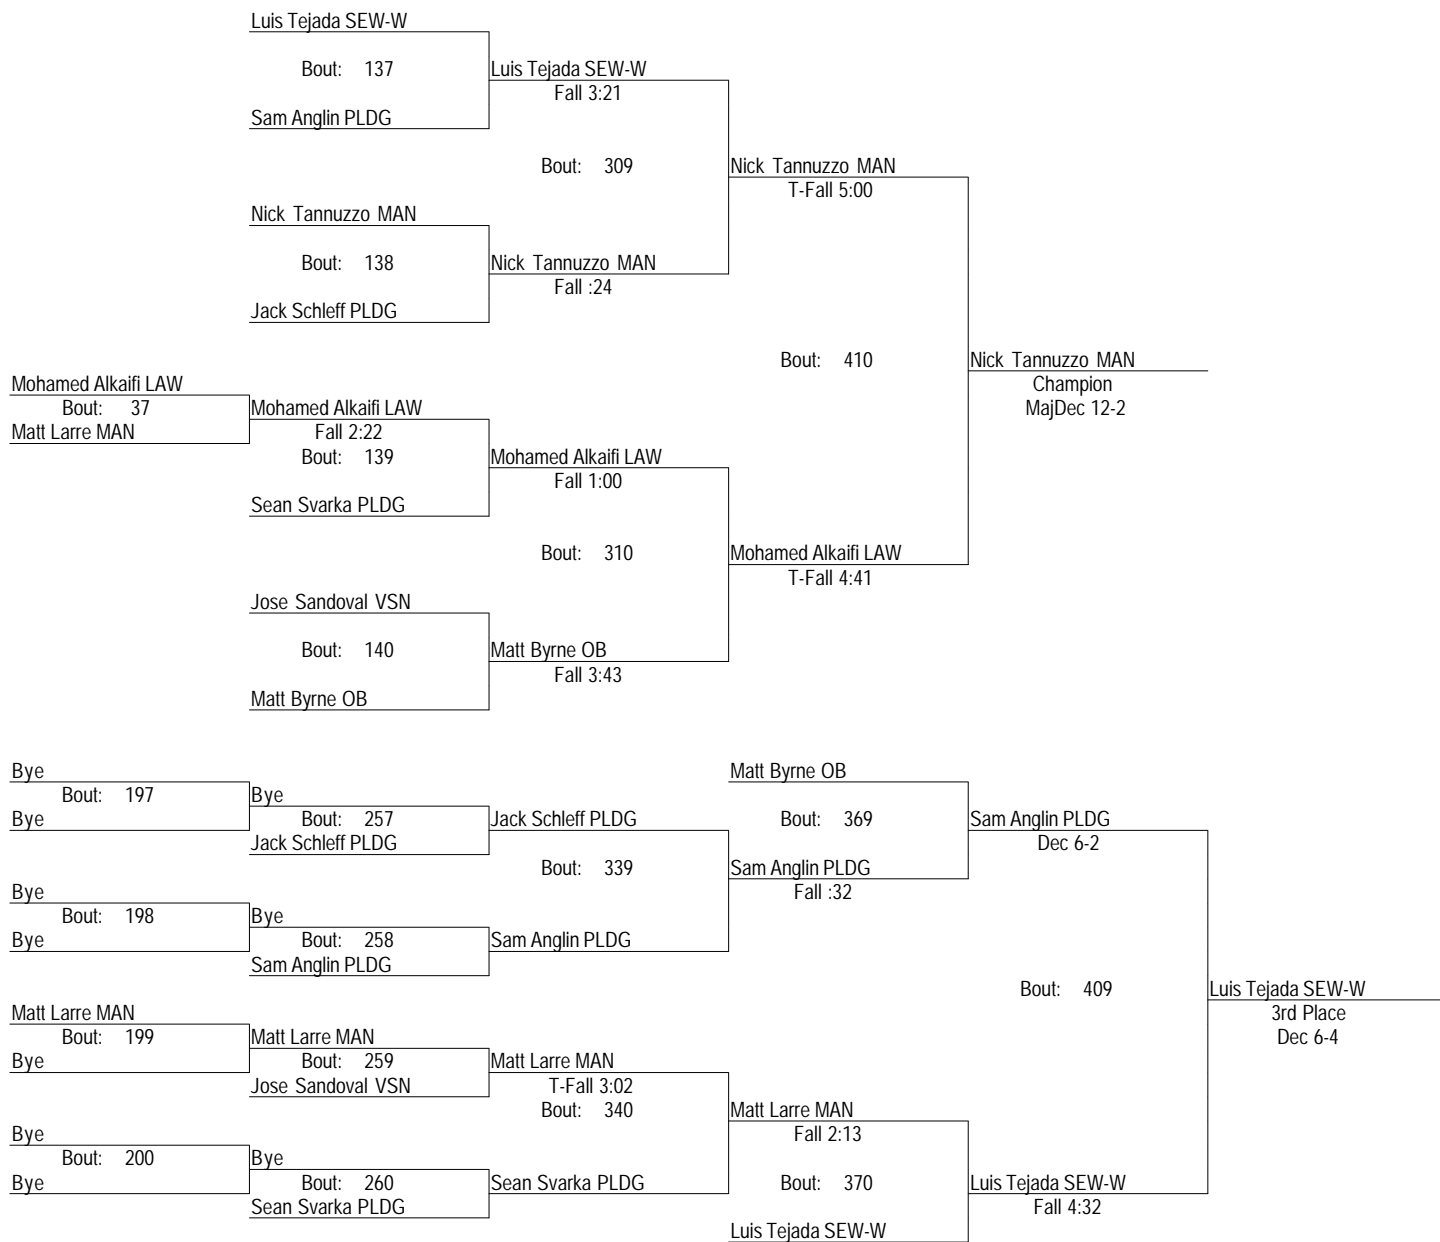 Luis Tejada SEW-W
Bout: 137
Luis Tejada SEW-W
Fall 3:21
Sam Anglin PLDG
Bout: 309
Nick Tannuzzo MAN
T-Fall 5:00
Nick Tannuzzo MAN
Bout: 138
Nick Tannuzzo MAN
Fall :24
Jack Schleff PLDG
Bout: 410
Nick Tannuzzo MAN
Champion
MajDec 12-2
Mohamed Alkaifi LAW
Bout: 37
Matt Larre MAN
Mohamed Alkaifi LAW
Fall 2:22
Bout: 139
Mohamed Alkaifi LAW
Fall 1:00
Sean Svarka PLDG
Bout: 310
Mohamed Alkaifi LAW
T-Fall 4:41
Jose Sandoval VSN
Bout: 140
Matt Byrne OB
Fall 3:43
Matt Byrne OB
Bye
Bout: 197
Bye
Bye
Bout: 257
Jack Schleff PLDG
Jack Schleff PLDG
Matt Byrne OB
Bout: 369
Sam Anglin PLDG
Dec 6-2
Bout: 339
Sam Anglin PLDG
Fall :32
Bye
Bout: 198
Bye
Bye
Bout: 258
Sam Anglin PLDG
Sam Anglin PLDG
Bout: 409
Luis Tejada SEW-W
3rd Place
Dec 6-4
Matt Larre MAN
Bout: 199
Bye
Matt Larre MAN
Bout: 259
Jose Sandoval VSN
Matt Larre MAN
T-Fall 3:02
Bout: 340
Matt Larre MAN
Fall 2:13
Bye
Bout: 200
Bye
Bye
Bout: 260
Sean Svarka PLDG
Sean Svarka PLDG
Bout: 370
Luis Tejada SEW-W
Fall 4:32
Luis Tejada SEW-W